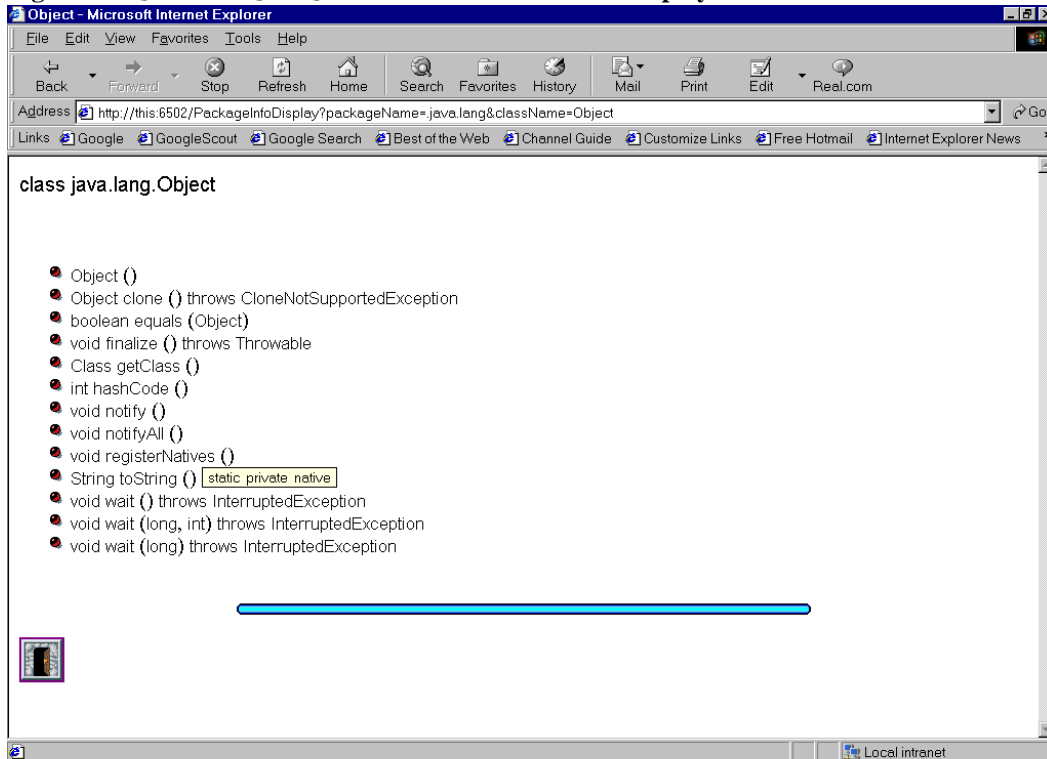 Object - Microsoft Internet Explorer
File Edit View Favorites Tools Help
Back Forward Stop Refresh Home Search Favorites History Mail Print Edit Real.com
Address http://this:6502/PackageInfoDisplay?packageName=.java.lang&className=Object Go
Links Google GoogleScout Google Search Best of the Web Channel Guide Customize Links Free Hotmail Internet Explorer News
class java.lang.Object
Object ()
Object clone () throws CloneNotSupportedException
boolean equals (Object)
void finalize () throws Throwable
Class getClass ()
int hashCode ()
void notify ()
void notifyAll ()
void registerNatives ()
String toString () static private native
void wait () throws InterruptedException
void wait (long, int) throws InterruptedException
void wait (long) throws InterruptedException
Local intranet